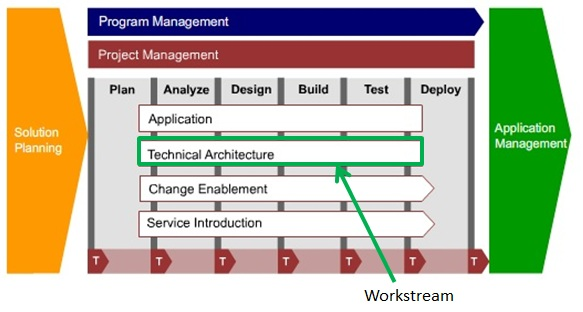 Program Management
Project Management
Plan Analyze Design Build Test Deploy
Solution
Planning
Application
Technical Architecture
Change Enablement
Service Introduction
Application
Management
T T T T T T T
Workstream